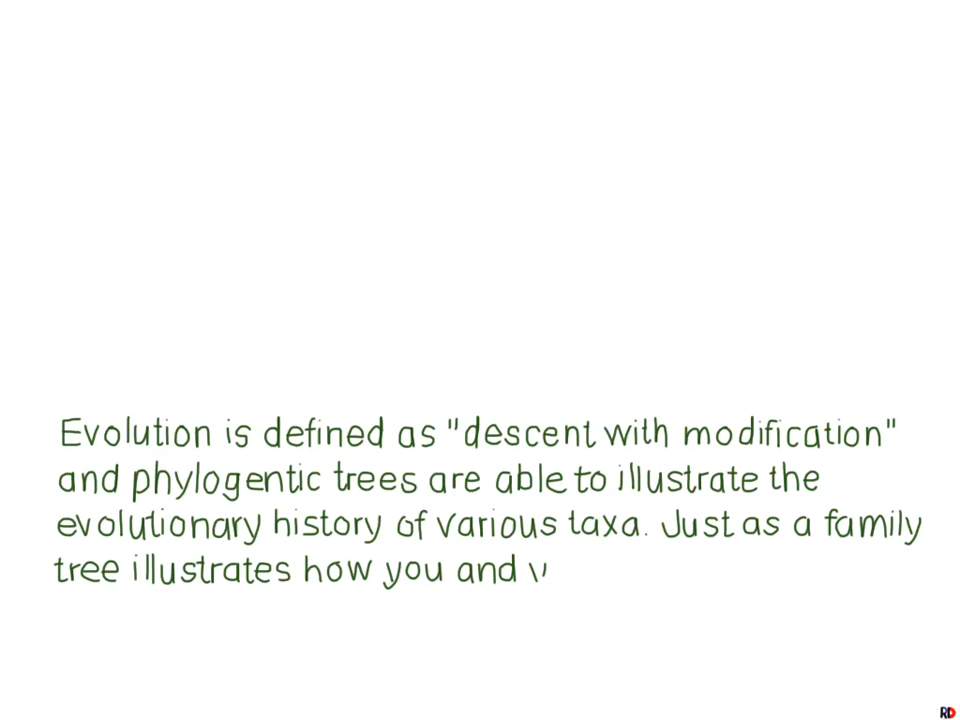 Evolution is defined as "descent with modification"
and phylogentic trees are able to illustrate the
evolutionary history of various taxa. Just as a family
tree illustrates how you and
RD